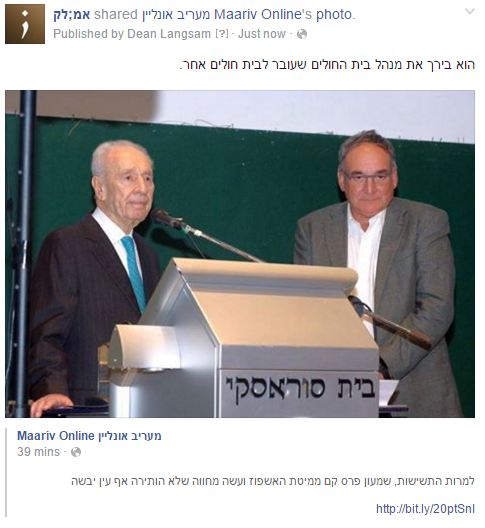 אמ;לק shared מעריב אונליין Maariv Online's photo.
Published by Dean Langsam [?] · Just now ·
הוא בירך את מנהל בית החולים שעובר לבית חולים אחר.
בית סוראסקי
Maariv Online מעריב אונליין
39 mins ·
למרות התשישות, שמעון פרס קם ממיטת האשפוז ועשה מחווה שלא הותירה אף עין יבשה
http://bit.ly/20ptSnl